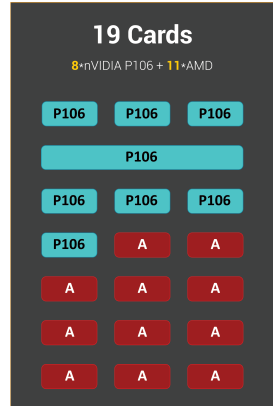 19 Cards
8*nVIDIA P106 + 11*AMD
P106 P106 P106
P106
P106 P106 P106
P106 A A
A A A
A A A
A A A